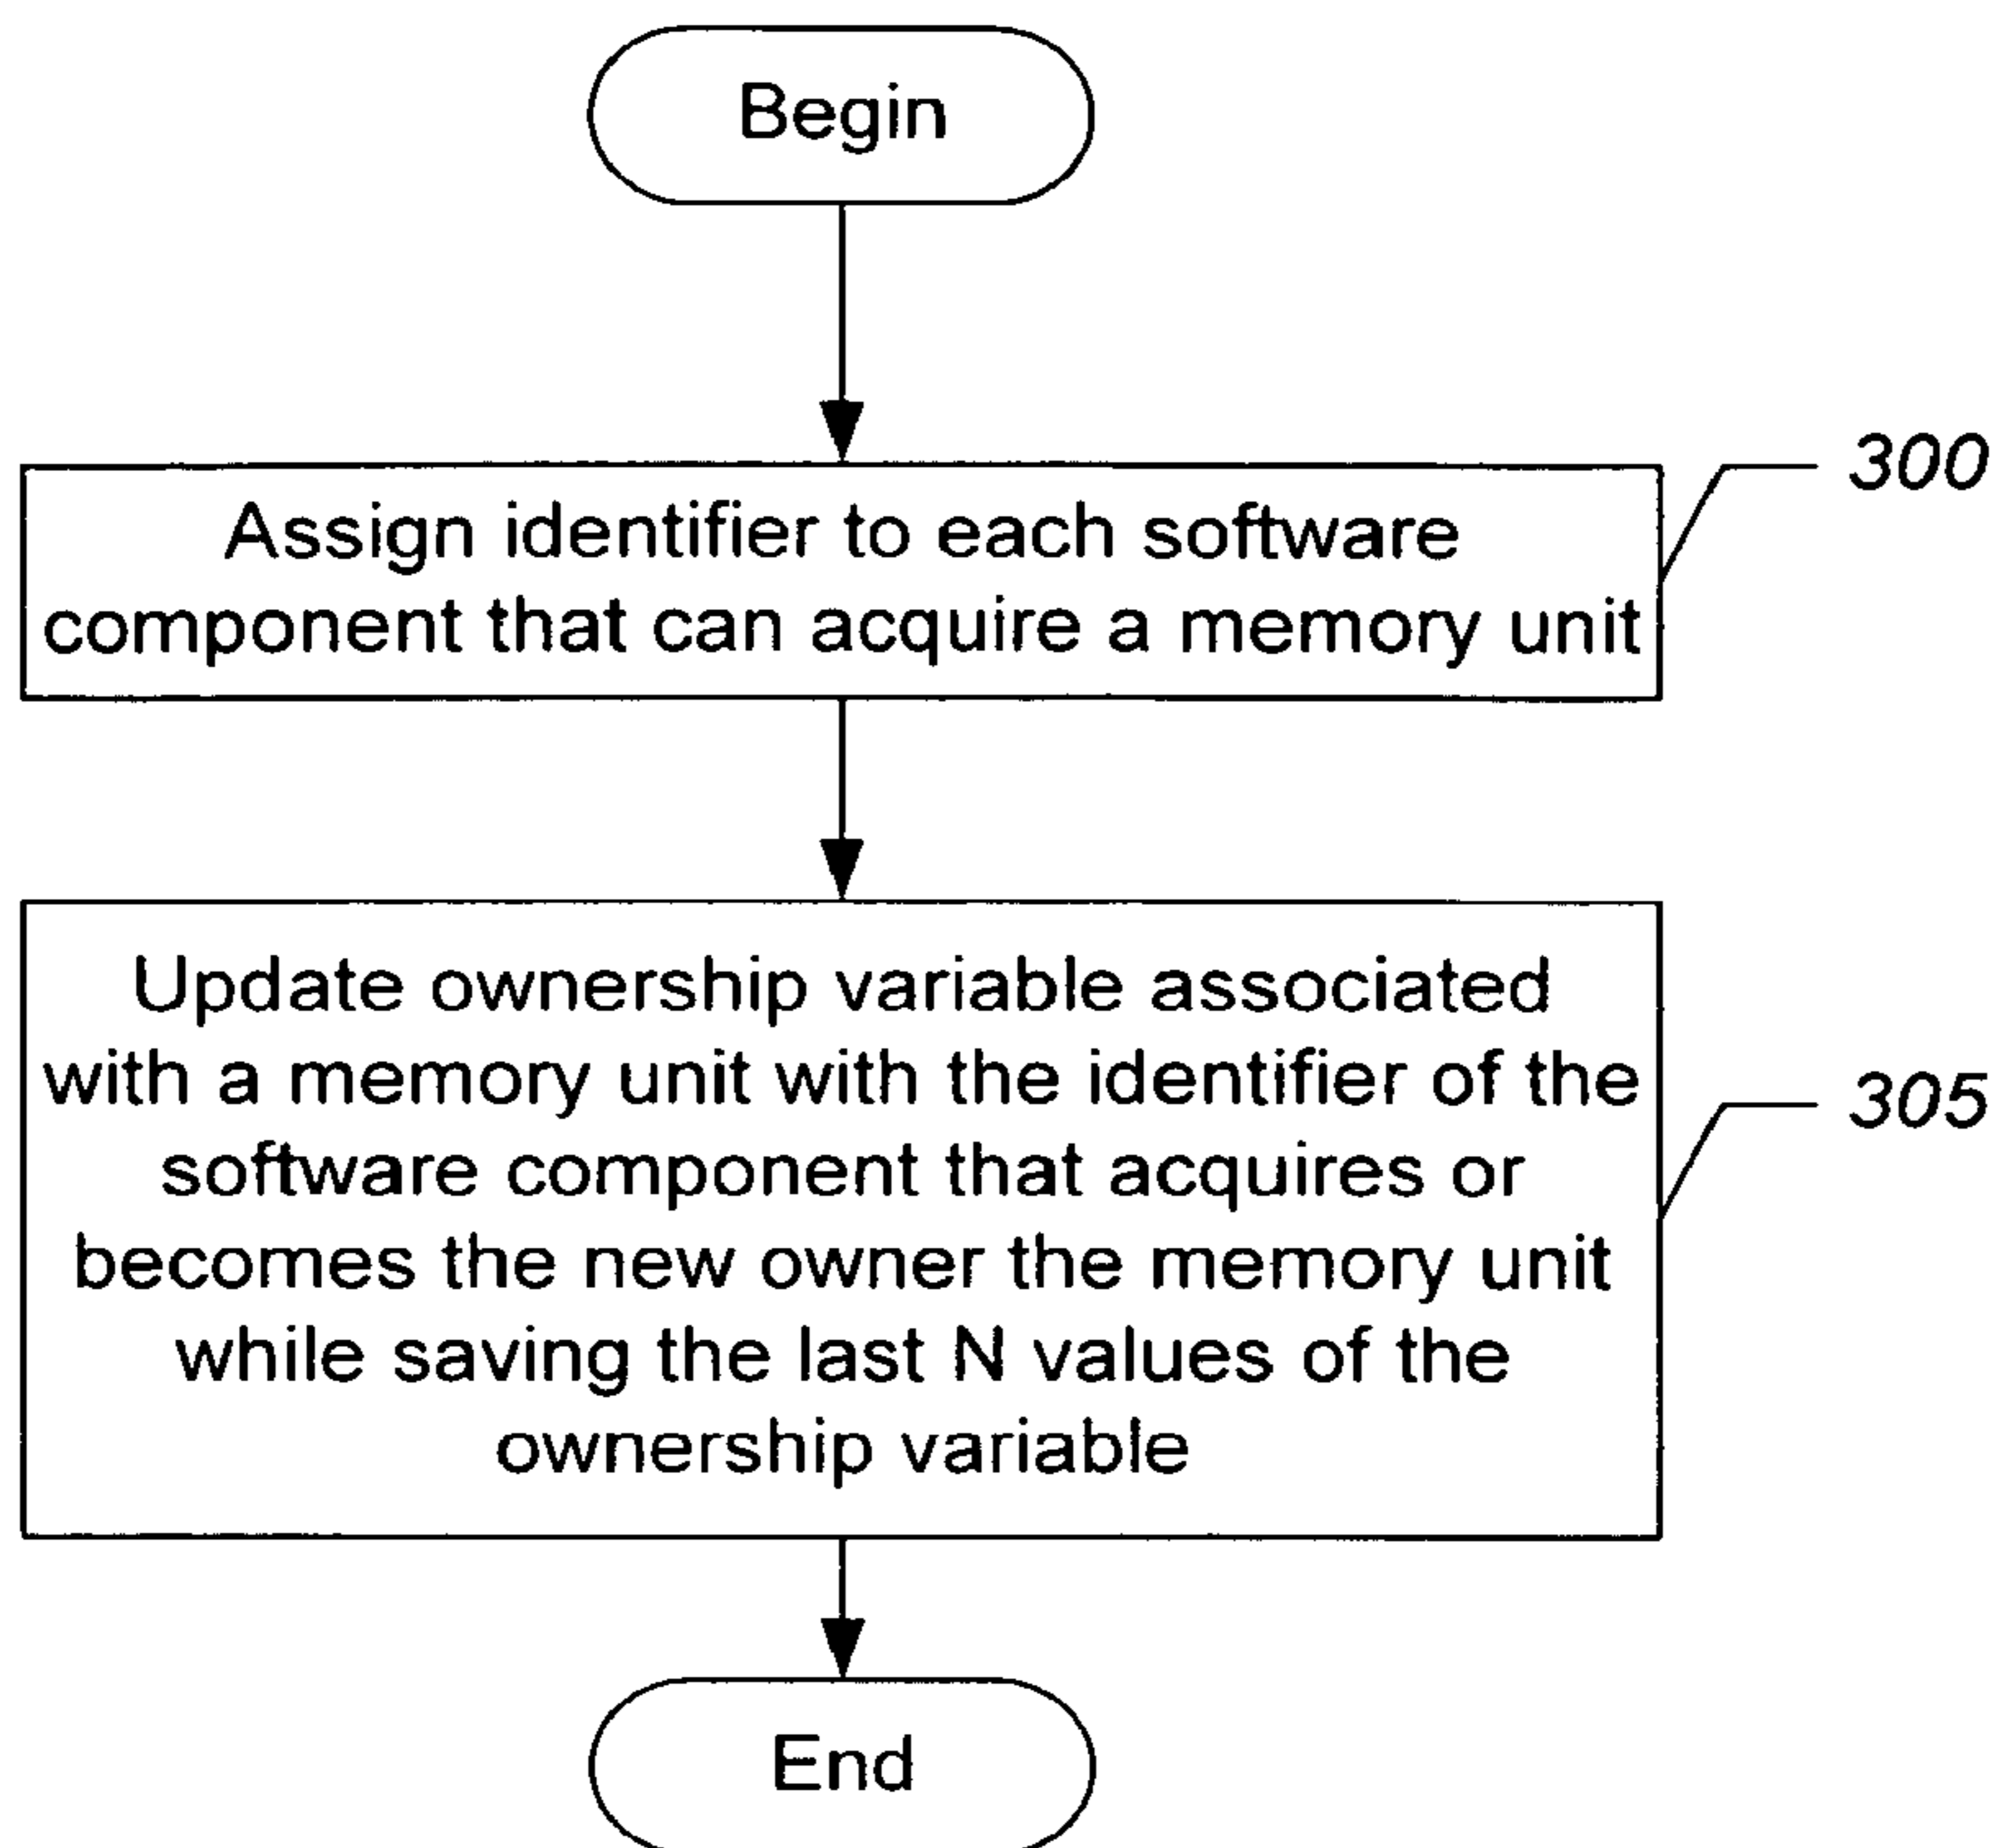 Begin
300
Assign identifier to each software
component that can acquire a memory unit
Update ownership variable associated
with a memory unit with the identifier of the
305
software component that acquires or
becomes the new owner the memory unit
while saving the last N values of the
ownership variable
End